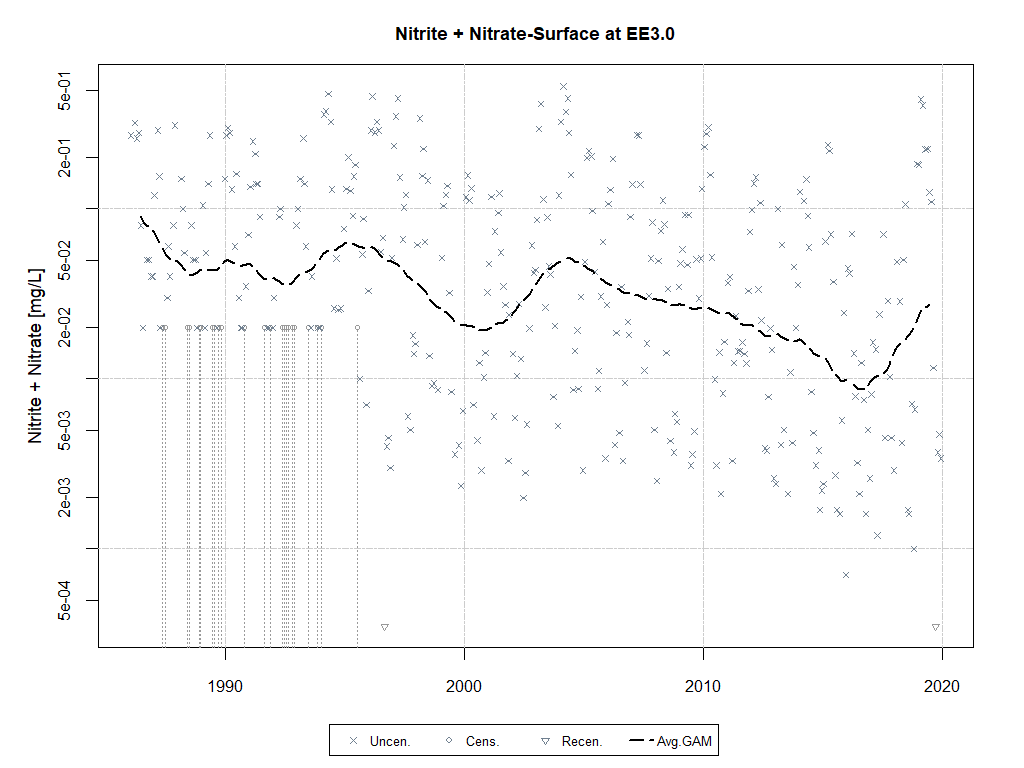 Nitrite + Nitrate-Surface at EE3.0
Nitrite + Nitrate [mg/L]
5e-01
2e-01
5e-02
2e-02
5e-03
2e-03
5e-04
1990 2000 2010 2020
Uncen. Cens. Recen. Avg.GAM